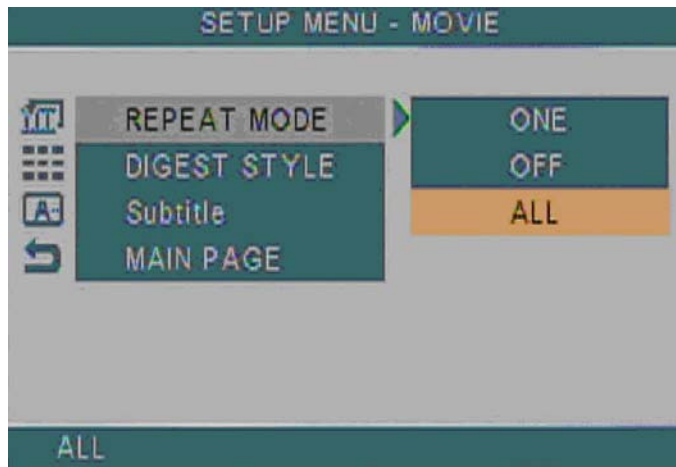 SETUP MENU - MOVIE
REPEAT MODE
DIGEST STYLE
Subtitle
MAIN PAGE
ONE
OFF
ALL
A
ALL